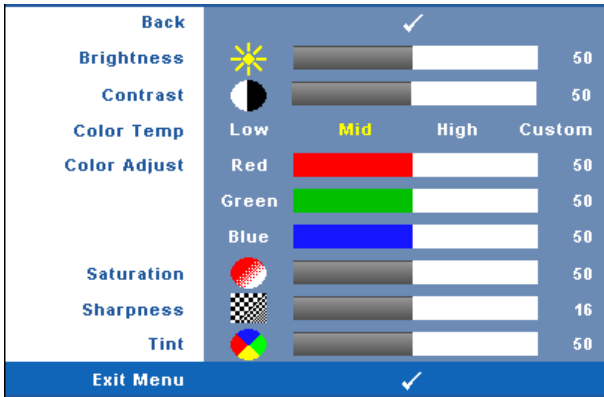 Back
Brightness 50
Contrast 50
Color Temp Low Mid High Custom
Color Adjust Red 50
Green 50
Blue 50
Saturation 50
Sharpness 16
Tint 50
Exit Menu